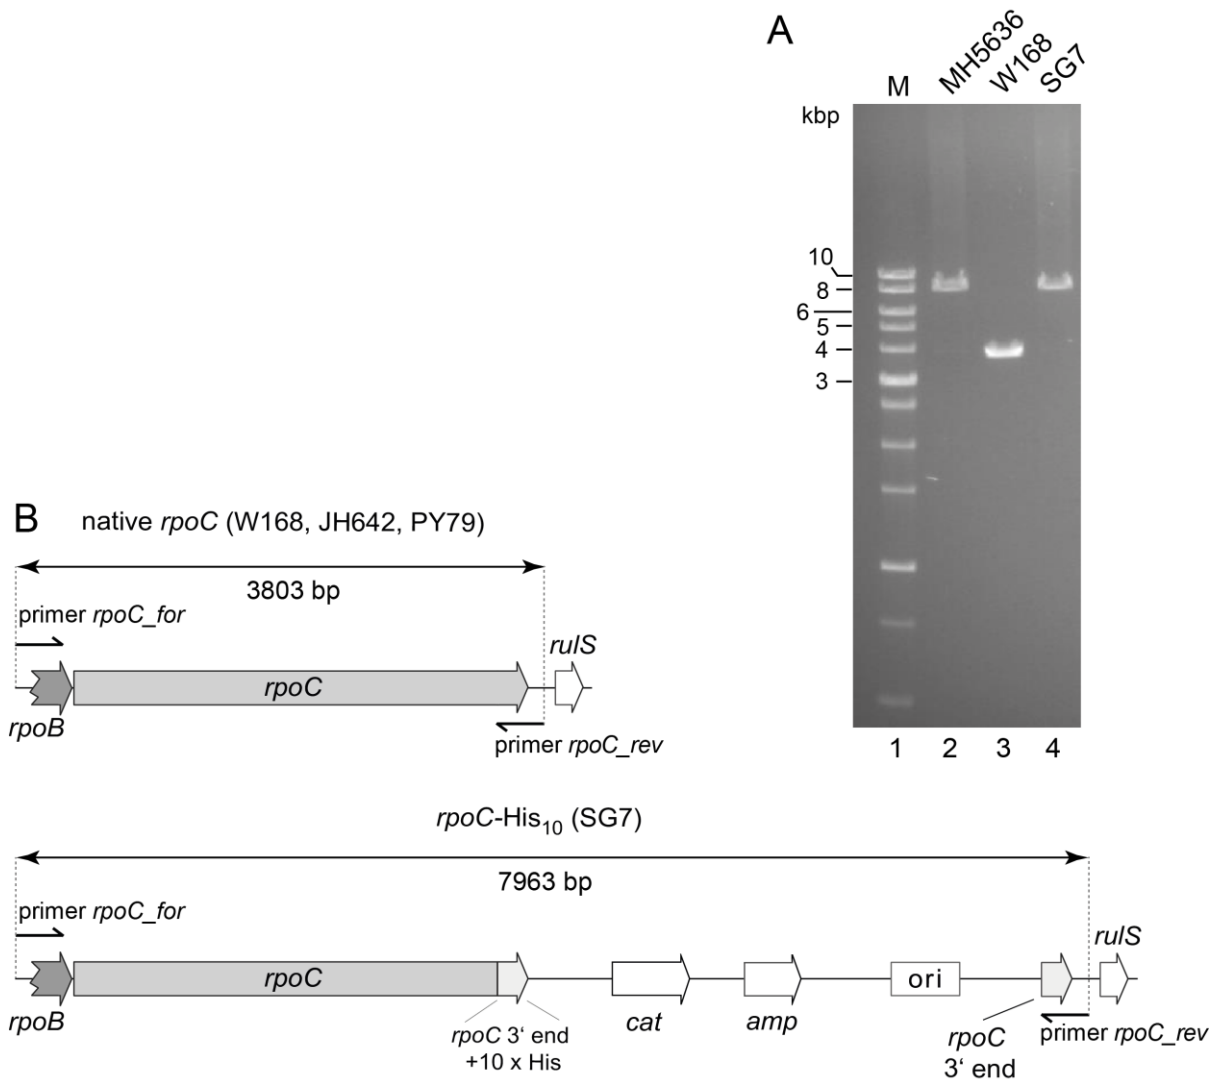 A
M
MH5636
W168
SG7
kbp
10
8
6
5
4
3
1 2 3 4
B
native rpoC (W168, JH642, PY79)
3803 bp
primer rpoC_for
rulS
rpoC
rpoB
primer rpoC_rev
rpoC-His10 (SG7)
7963 bp
primer rpoC_for
rulS
rpoC
ori
rpoB
rpoC 3‘ end
+10 x His
cat
amp
rpoC
3‘ end
primer rpoC_rev